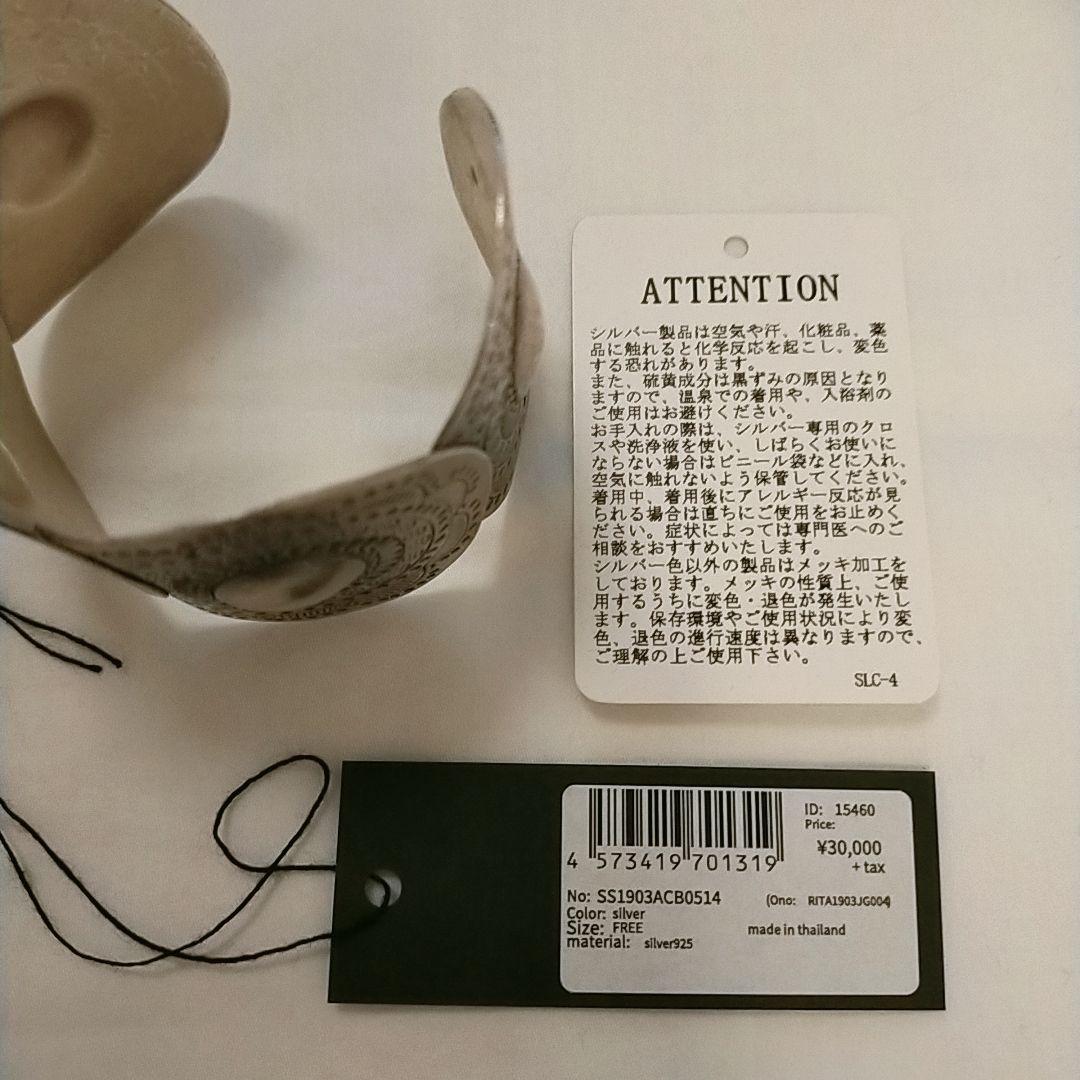 ATTENTION
シルバー製品は空気や汗、化粧品、薬
品に触れると化学反応を起こし、変色
する恐れがあります。
また、硫黄成分は黒ずみの原因となり
ますので、温泉での着用や、入浴剤の
ご使用はお避けください。
お手入れの際は、シルバー専用のクロ
スや洗浄液を使い、しばらくお使いに
ならない場合はビニール袋などに入れ、
空気に触れないよう保管してください。
着用中、着用後にアレルギー反応が見
られる場合は直ちにご使用をお止めく
ださい。症状によっては専門医へのご
相談をおすすめいたします。
シルバー色以外の製品はメッキ加工を
しております。メッキの性質上、ご使
用するうちに変色・退色が発生いたし
ます。保存環境やご使用状況により変
色、退色の進行速度は異なりますので、
ご理解の上ご使用下さい。
SLC-4
4 573419 701319
ID: 15460
Price:
¥30,000
+ tax
No: SS1903ACB0514 (Ono: RITA1903JG004)
Color: silver
Size: FREE made in thailand
material: silver925